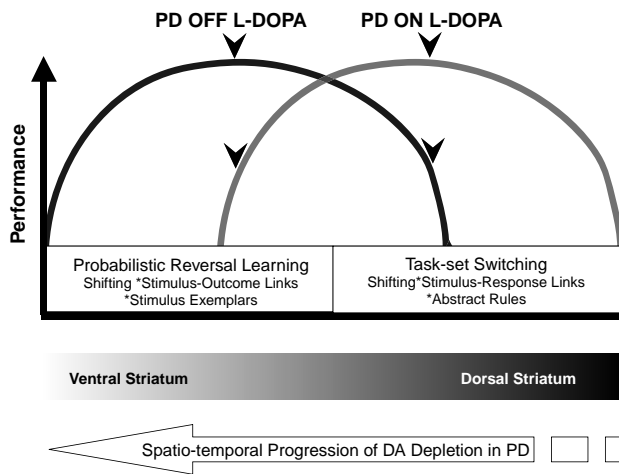 PD OFF L-DOPA
PD ON L-DOPA
Performance
Probabilistic Reversal Learning
Shifting *Stimulus-Outcome Links
*Stimulus Exemplars
Task-set Switching
Shifting*Stimulus-Response Links
*Abstract Rules
Ventral Striatum
Dorsal Striatum
Spatio-temporal Progression of DA Depletion in PD